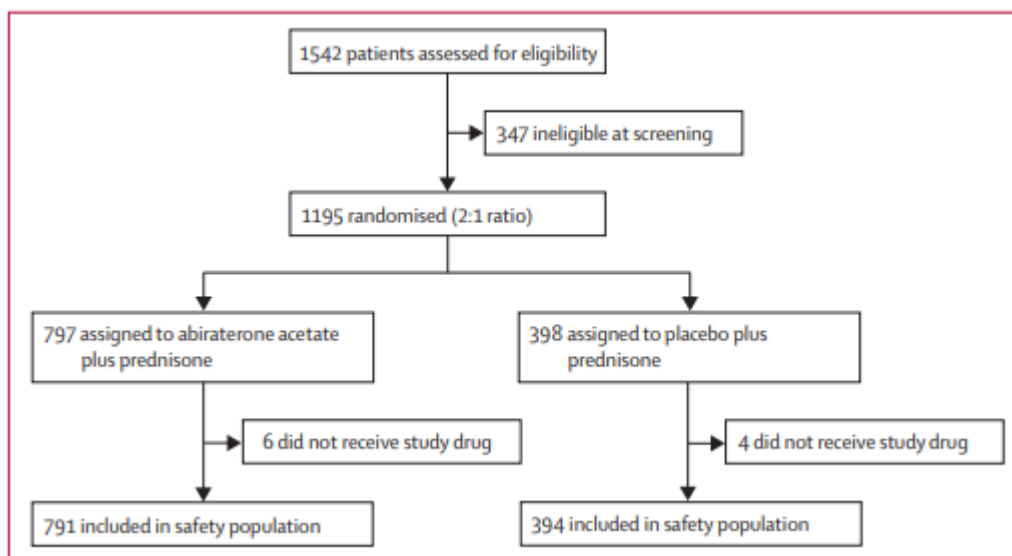 1542 patients assessed for eligibility
347 ineligible at screening
1195 randomised (2:1 ratio)
797 assigned to abiraterone acetate
plus prednisone
398 assigned to placebo plus
prednisone
6 did not receive study drug
4 did not receive study drug
791 included in safety population
394 included in safety population